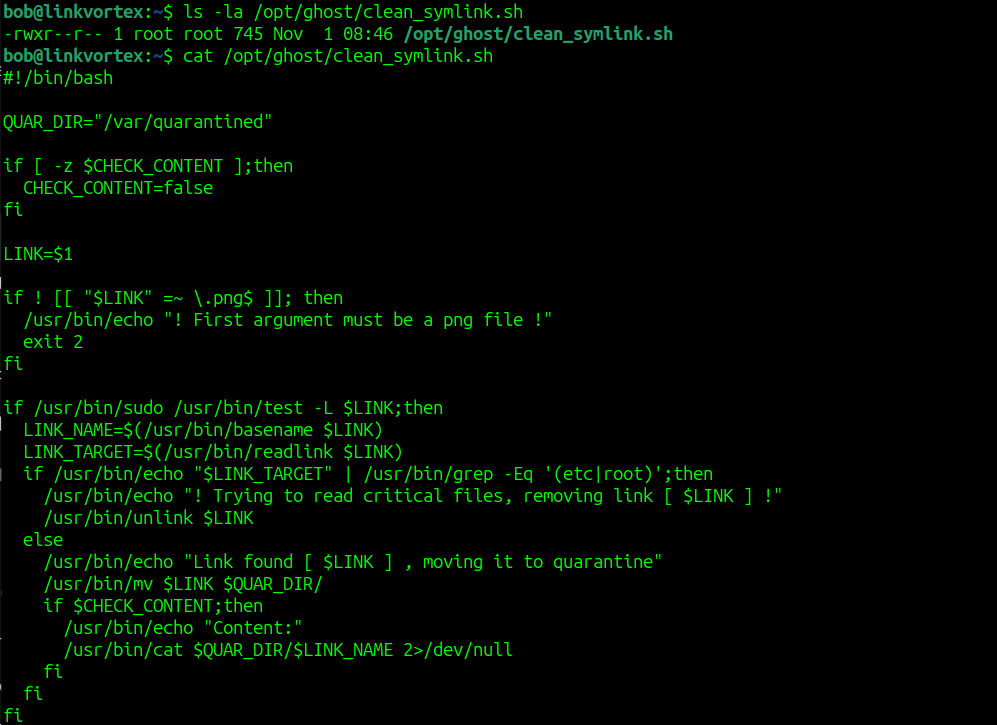 bob@linkvortex:~$ ls -la /opt/ghost/clean_symlink.sh
-rwxr--r-- 1 root root 745 Nov  1 08:46 /opt/ghost/clean_symlink.sh
bob@linkvortex:~$ cat /opt/ghost/clean_symlink.sh
#!/bin/bash

QUAR_DIR="/var/quarantined"

if [ -z $CHECK_CONTENT ];then
  CHECK_CONTENT=false
fi

LINK=$1

if ! [[ "$LINK" =~ \.png$ ]]; then
  /usr/bin/echo "! First argument must be a png file !"
  exit 2
fi

if /usr/bin/sudo /usr/bin/test -L $LINK;then
  LINK_NAME=$(/usr/bin/basename $LINK)
  LINK_TARGET=$(/usr/bin/readlink $LINK)
  if /usr/bin/echo "$LINK_TARGET" | /usr/bin/grep -Eq '(etc|root)';then
    /usr/bin/echo "! Trying to read critical files, removing link [ $LINK ] !"
    /usr/bin/unlink $LINK
  else
    /usr/bin/echo "Link found [ $LINK ] , moving it to quarantine"
    /usr/bin/mv $LINK $QUAR_DIR/
    if $CHECK_CONTENT;then
      /usr/bin/echo "Content:"
      /usr/bin/cat $QUAR_DIR/$LINK_NAME 2>/dev/null
    fi
  fi
fi